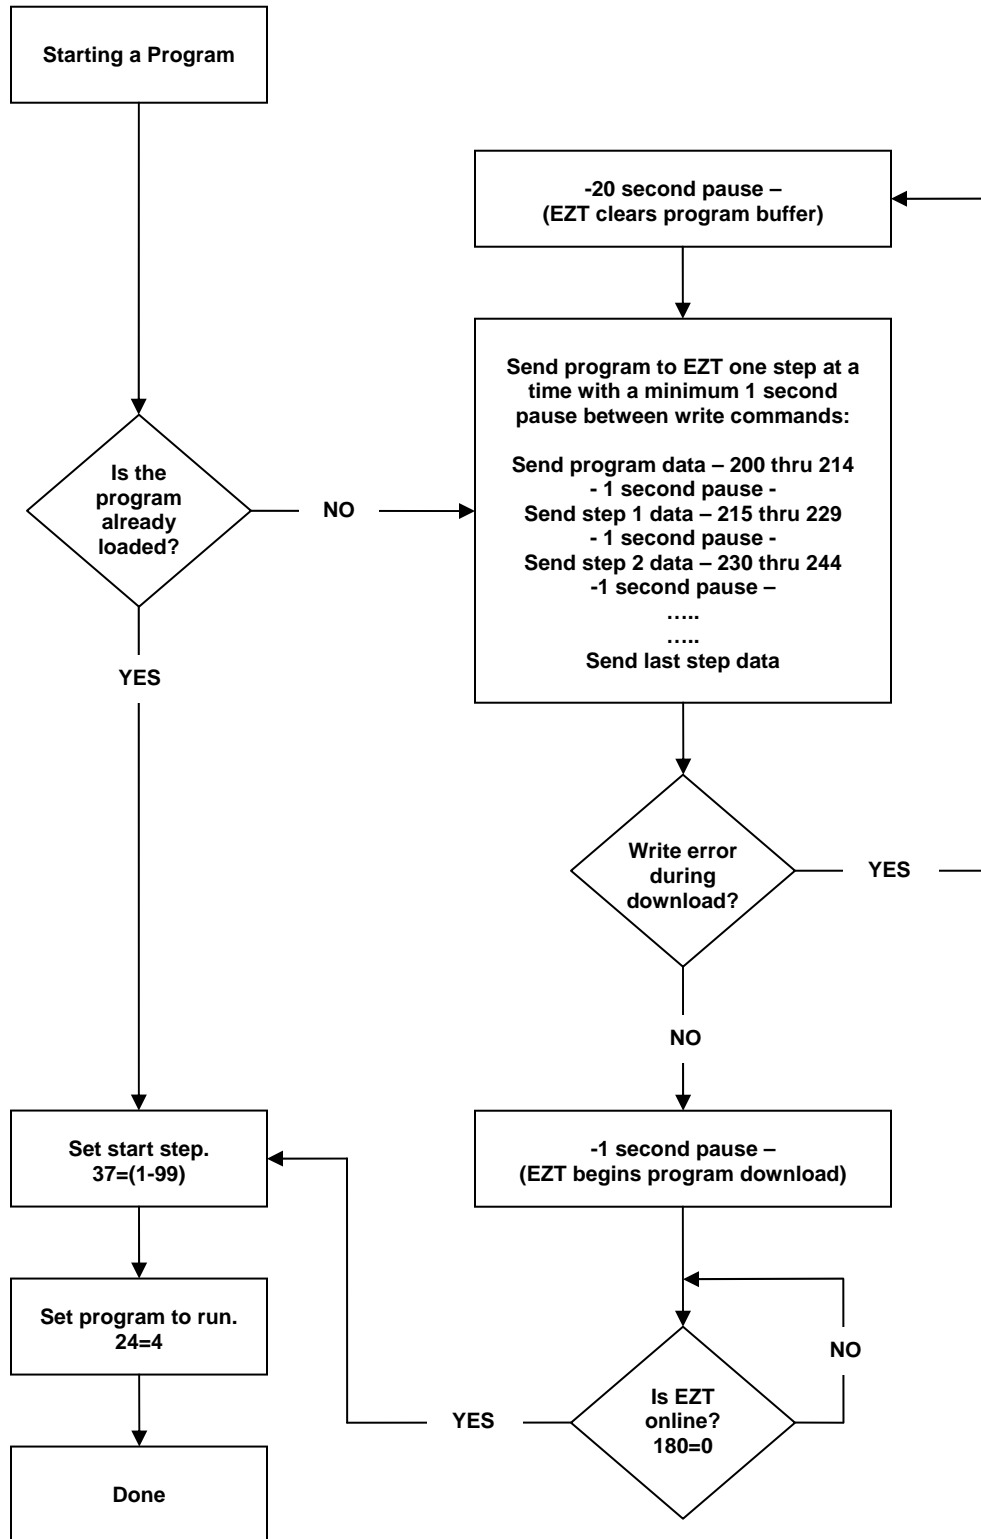 Starting a Program
-20 second pause –
(EZT clears program buffer)
Send program to EZT one step at a
time with a minimum 1 second
pause between write commands:
Send program data – 200 thru 214
- 1 second pause -
Send step 1 data – 215 thru 229
- 1 second pause -
Send step 2 data – 230 thru 244
-1 second pause –
…..
…..
Send last step data
Is the
program
already
loaded?
NO
YES
Write error
during
download?
YES
NO
-1 second pause –
(EZT begins program download)
Set start step.
37=(1-99)
Set program to run.
24=4
NO
Is EZT
online?
180=0
YES
Done